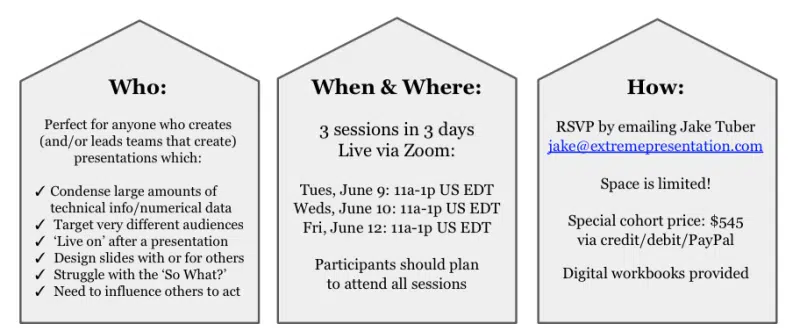 Who:
Perfect for anyone who creates
(and/or leads teams that create)
presentations which:
✓ Condense large amounts of
technical info/numerical data
✓ Target very different audiences
✓ ‘Live on’ after a presentation
✓ Design slides with or for others
✓ Struggle with the ‘So What?’
✓ Need to influence others to act
When & Where:
3 sessions in 3 days
Live via Zoom:
Tues, June 9: 11a-1p US EDT
Weds, June 10: 11a-1p US EDT
Fri, June 12: 11a-1p US EDT
Participants should plan
to attend all sessions
How:
RSVP by emailing Jake Tuber
jake@extremepresentation.com
Space is limited!
Special cohort price: $545
via credit/debit/PayPal
Digital workbooks provided